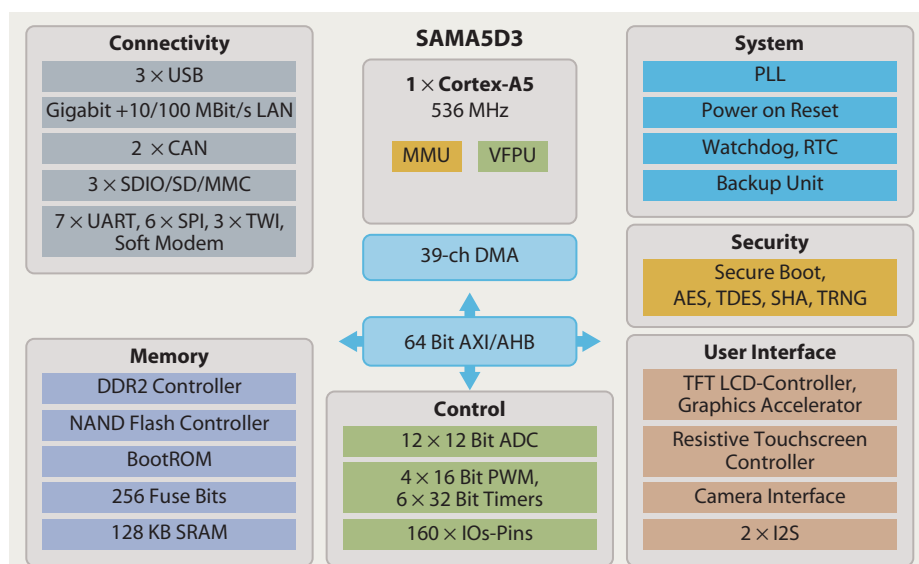 Connectivity
3 × USB
Gigabit +10/100 MBit/s LAN
2 × CAN
3 × SDIO/SD/MMC
7 × UART, 6 × SPI, 3 × TWI,
Soft Modem
SAMA5D3
1 × Cortex-A5
536 MHz
MMU
VFPU
39-ch DMA
64 Bit AXI/AHB
System
PLL
Power on Reset
Watchdog, RTC
Backup Unit
Security
Secure Boot,
AES, TDES, SHA, TRNG
Memory
DDR2 Controller
NAND Flash Controller
BootROM
256 Fuse Bits
128 KB SRAM
Control
12 × 12 Bit ADC
4 × 16 Bit PWM,
6 × 32 Bit Timers
160 × IOs-Pins
User Interface
TFT LCD-Controller,
Graphics Accelerator
Resistive Touchscreen
Controller
Camera Interface
2 × I2S